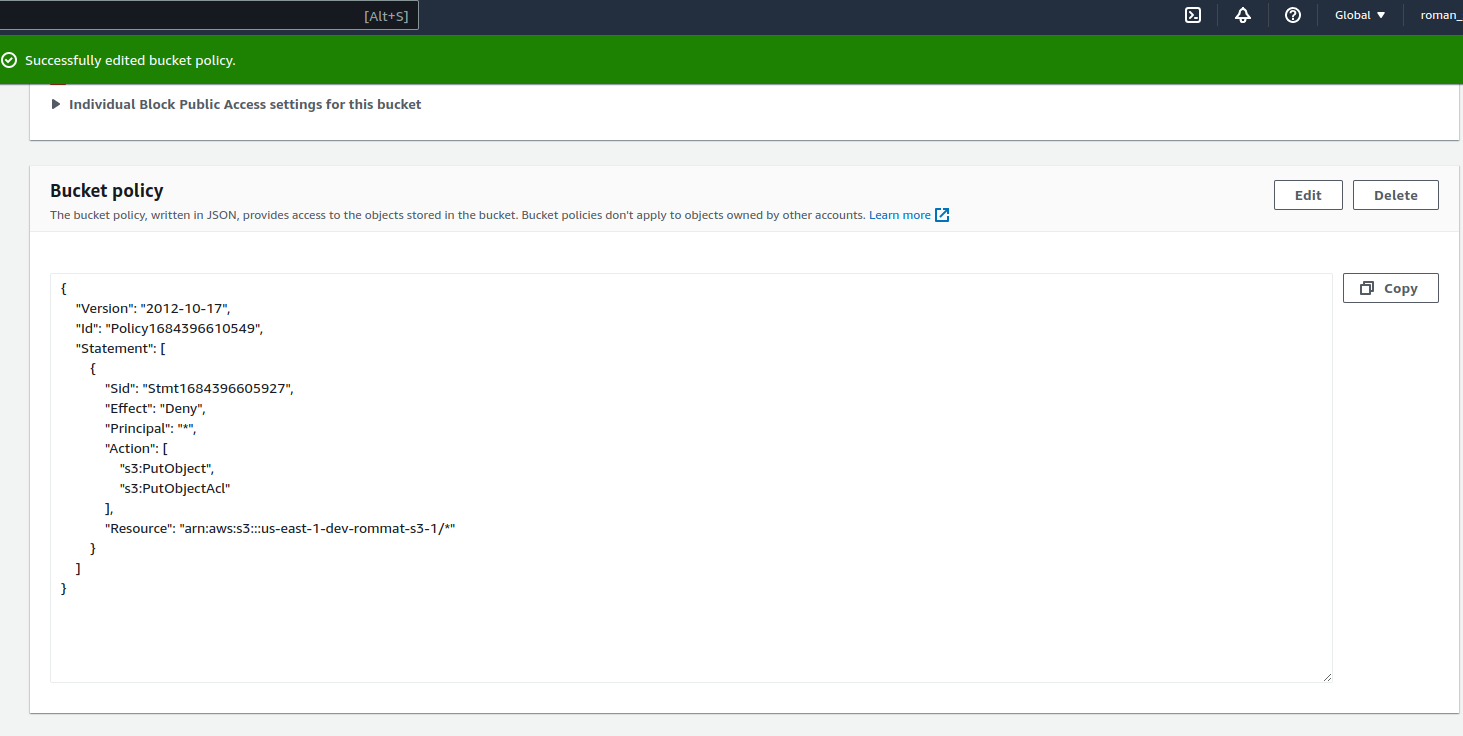 [Alt+S]
Global
roman_
Successfully edited bucket policy.
Individual Block Public Access settings for this bucket
Bucket policy
The bucket policy, written in JSON, provides access to the objects stored in the bucket. Bucket policies don't apply to objects owned by other accounts. Learn more
Edit
Delete
{
    "Version": "2012-10-17",
    "Id": "Policy1684396610549",
    "Statement": [
        {
            "Sid": "Stmt1684396605927",
            "Effect": "Deny",
            "Principal": "*",
            "Action": [
                "s3:PutObject",
                "s3:PutObjectAcl"
            ],
            "Resource": "arn:aws:s3:::us-east-1-dev-rommat-s3-1/*"
        }
    ]
}
Copy